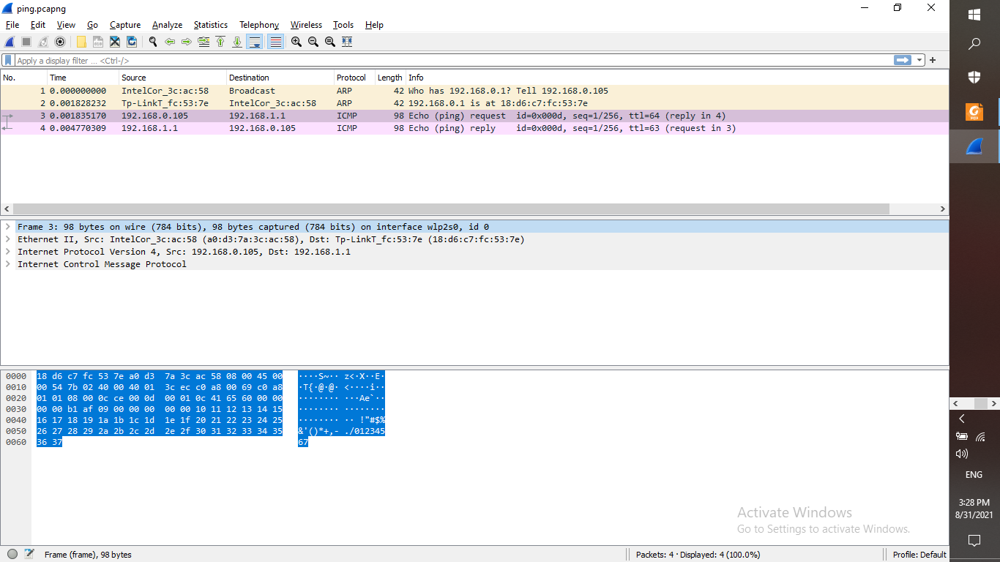 ping.pcapng
File Edit View Go Capture Analyze Statistics Telephony Wireless Tools Help
Apply a display filter ... <Ctrl-/>
No. Time Source Destination Protocol Length Info
1 0.000000000 IntelCor_3c:ac:58 Broadcast ARP 42 Who has 192.168.0.1? Tell 192.168.0.105
2 0.001828232 Tp-LinkT_fc:53:7e IntelCor_3c:ac:58 ARP 42 192.168.0.1 is at 18:d6:c7:fc:53:7e
3 0.001835170 192.168.0.105 192.168.1.1 ICMP 98 Echo (ping) request id=0x000d, seq=1/256, ttl=64 (reply in 4)
4 0.004770309 192.168.1.1 192.168.0.105 ICMP 98 Echo (ping) reply id=0x000d, seq=1/256, ttl=63 (request in 3)
Frame 3: 98 bytes on wire (784 bits), 98 bytes captured (784 bits) on interface wlp2s0, id 0
Ethernet II, Src: IntelCor_3c:ac:58 (a0:d3:7a:3c:ac:58), Dst: Tp-LinkT_fc:53:7e (18:d6:c7:fc:53:7e)
Internet Protocol Version 4, Src: 192.168.0.105, Dst: 192.168.1.1
Internet Control Message Protocol
0000 18 d6 c7 fc 53 7e a0 d3 7a 3c ac 58 08 00 45 00 ····S~·· z<·X··E·
0010 00 54 7b 02 40 00 40 01 3c ec c0 a8 00 69 c0 a8 ·T{·@·@· <····i··
0020 01 01 08 00 0c ce 00 0d 00 01 0c 41 65 60 00 00 ········ ···Ae`··
0030 00 00 b1 af 09 00 00 00 00 00 10 11 12 13 14 15 ········ ········
0040 16 17 18 19 1a 1b 1c 1d 1e 1f 20 21 22 23 24 25 ········ ·· !"#$%
0050 26 27 28 29 2a 2b 2c 2d 2e 2f 30 31 32 33 34 35 &'()*+,- ./012345
0060 36 37 67
Activate Windows
Go to Settings to activate Windows.
Frame (frame), 98 bytes Packets: 4 · Displayed: 4 (100.0%) Profile: Default
PDF
ENG
3:28 PM
8/31/2021